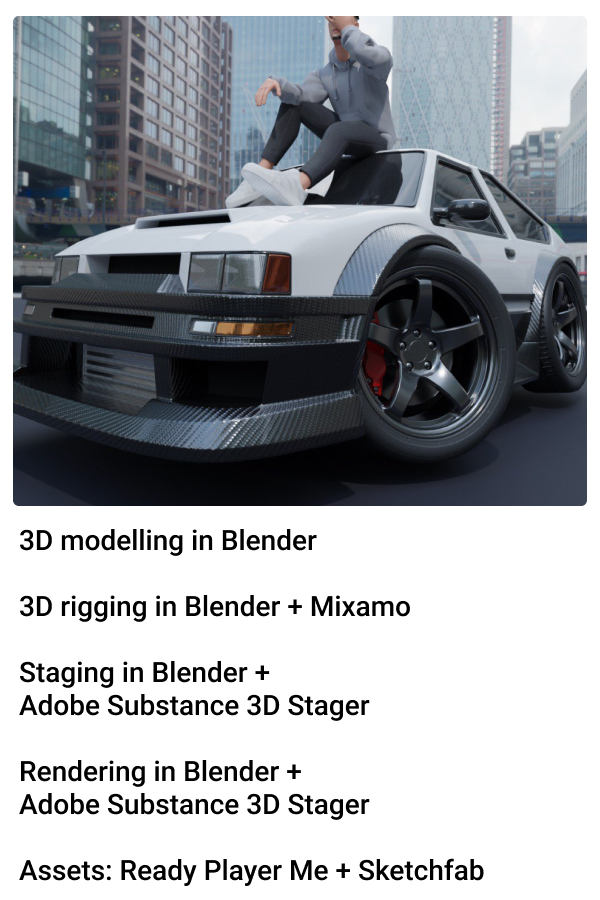 3D modelling in Blender
3D rigging in Blender + Mixamo
Staging in Blender +
Adobe Substance 3D Stager
Rendering in Blender +
Adobe Substance 3D Stager
Assets: Ready Player Me + Sketchfab